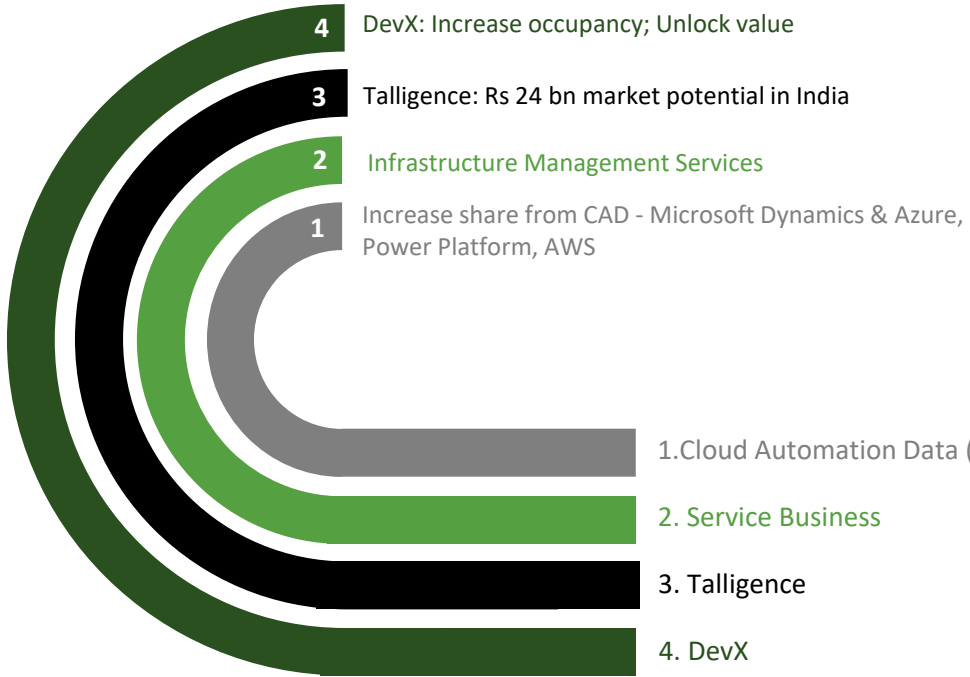 4 DevX: Increase occupancy; Unlock value
3 Talligence: Rs 24 bn market potential in India
2 Infrastructure Management Services
1 Increase share from CAD - Microsoft Dynamics & Azure,
Power Platform, AWS
1.Cloud Automation Data (
2. Service Business
3. Talligence
4. DevX